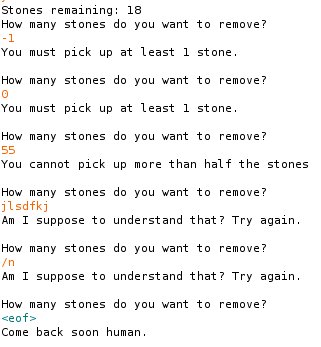 Stones remaining: 18
How many stones do you want to remove?
-1
You must pick up at least 1 stone.
How many stones do you want to remove?
0
You must pick up at least 1 stone.
How many stones do you want to remove?
55
You cannot pick up more than half the stones
How many stones do you want to remove?
jlsdfkj
Am I suppose to understand that? Try again.
How many stones do you want to remove?
/n
Am I suppose to understand that? Try again.
How many stones do you want to remove?
<eof>
Come back soon human.